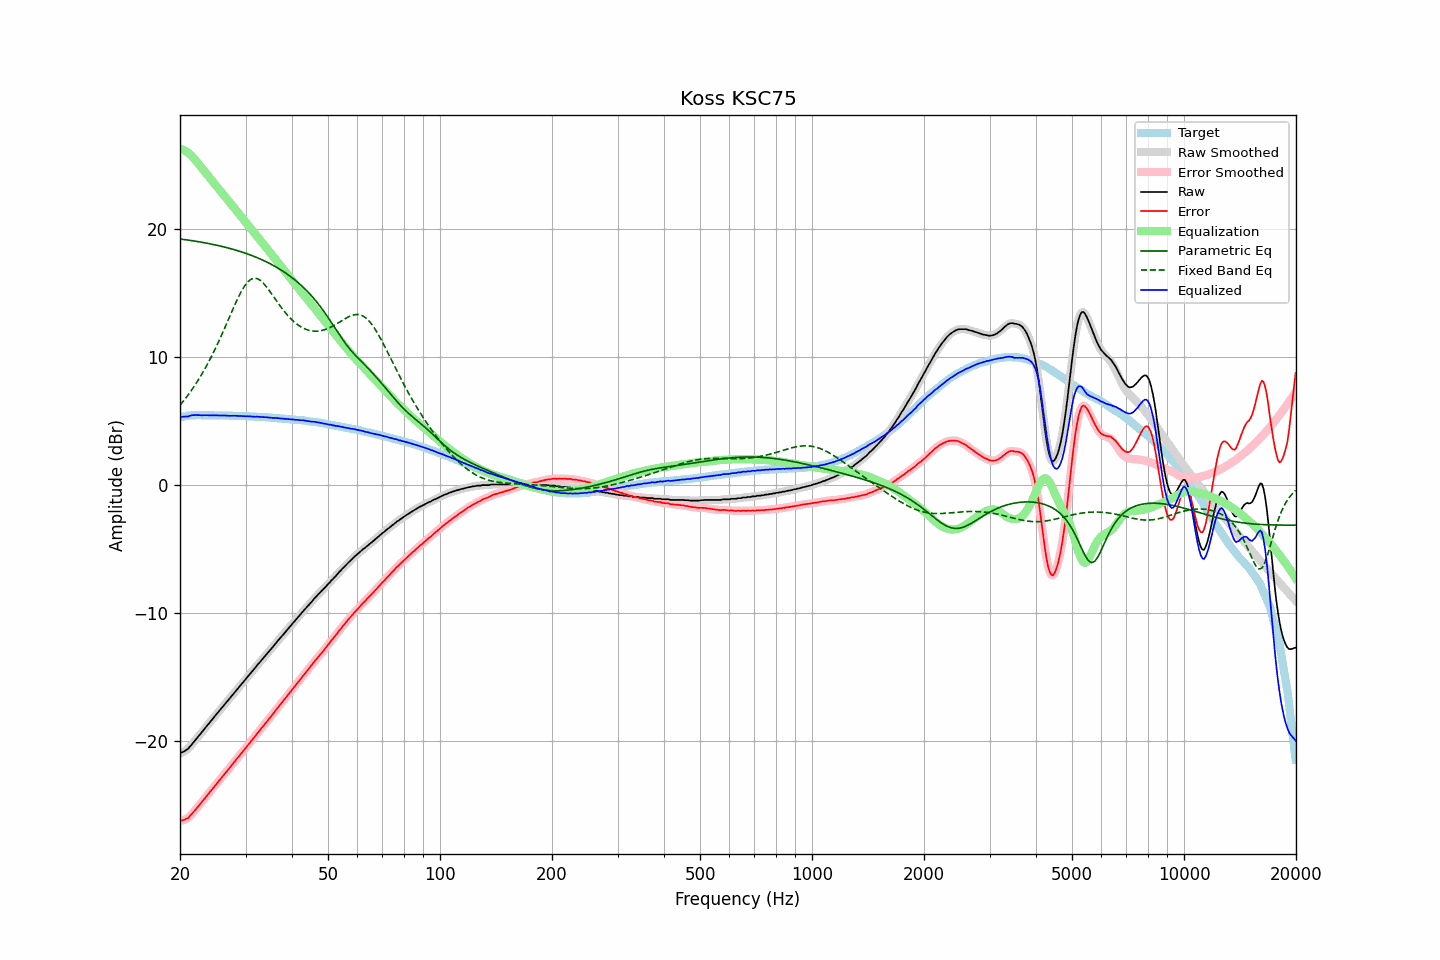 Koss KSC75
Target
Raw Smoothed
Error Smoothed
Raw
Error
Equalization
Parametric Eq
Fixed Band Eq
Equalized
Amplitude (dBr)
20
10
0
−10
−20
20 50 100 200 500 1000 2000 5000 10000 20000
Frequency (Hz)